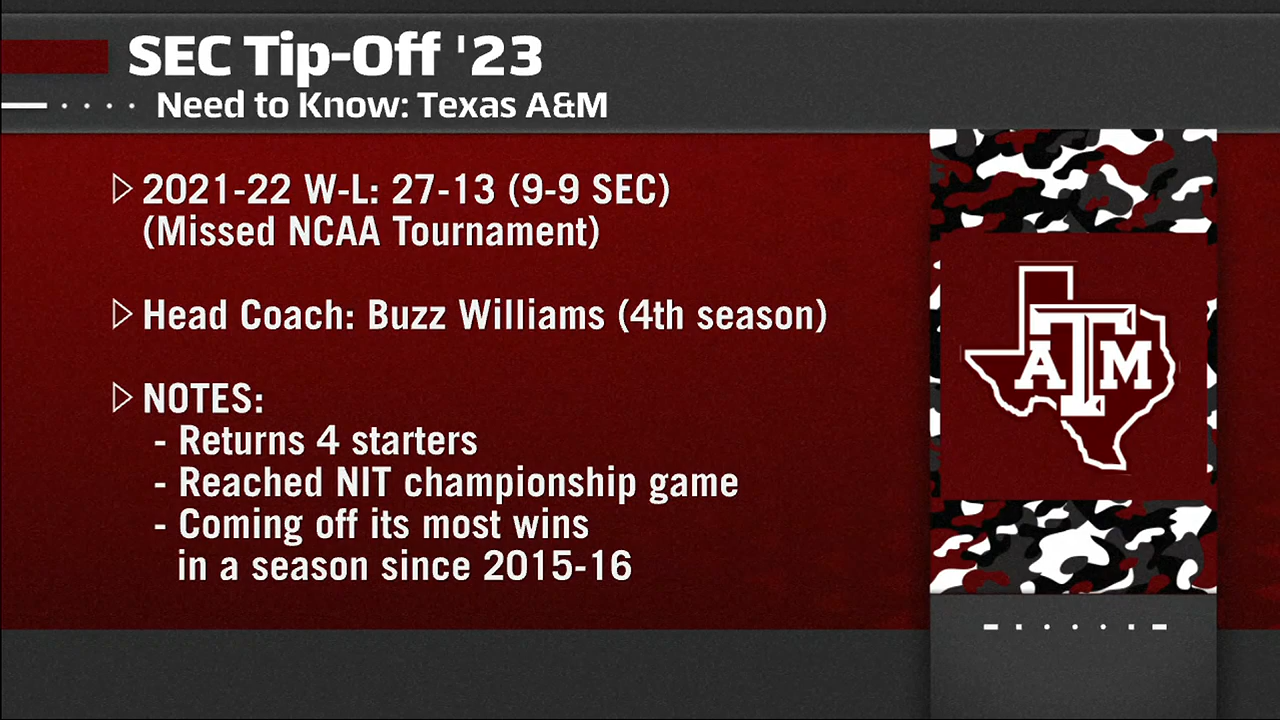 SEC Tip-Off '23
Need to Know: Texas A&M
2021-22 W-L: 27-13 (9-9 SEC)
(Missed NCAA Tournament)
Head Coach: Buzz Williams (4th season)
NOTES:
- Returns 4 starters
- Reached NIT championship game
- Coming off its most wins
in a season since 2015-16
ATM